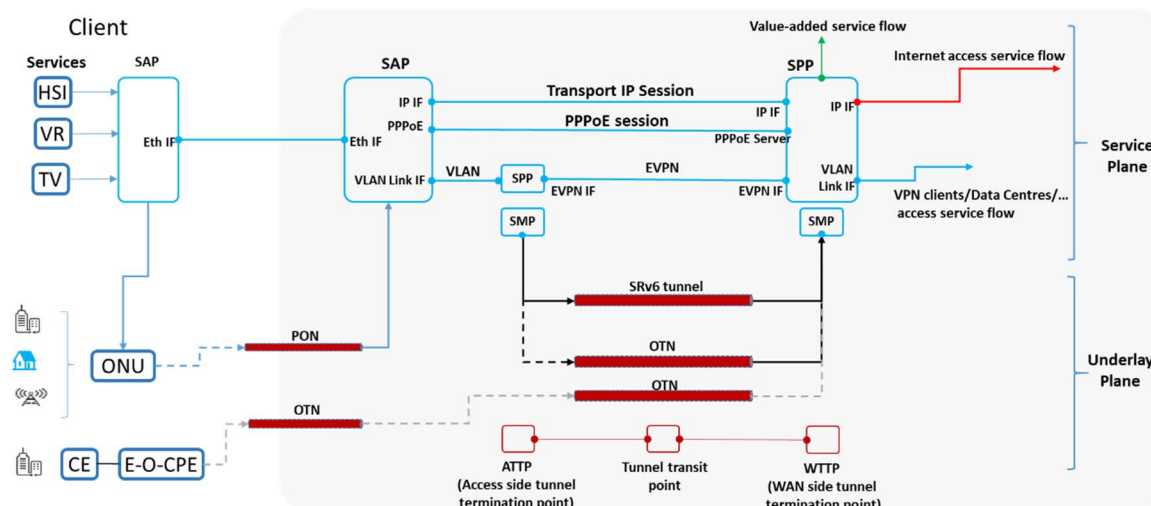 Client
Services
SAP
HSI
VR
TV
Eth IF
SAP
Eth IF
IP IF
PPPoE
VLAN Link IF
Transport IP Session
PPPoE session
VLAN
SPP
EVPN IF
EVPN
Value-added service flow
SPP
IP IF
PPPoE Server
EVPN IF
IP IF
VLAN
Link IF
Internet access service flow
VPN clients/Data Centres/...
access service flow
Service
Plane
SMP
SMP
SRv6 tunnel
OTN
OTN
PON
OTN
ONU
CE
E-O-CPE
Underlay
Plane
ATTP
(Access side tunnel
termination point)
Tunnel transit
point
WTTP
(WAN side tunnel
termination point)